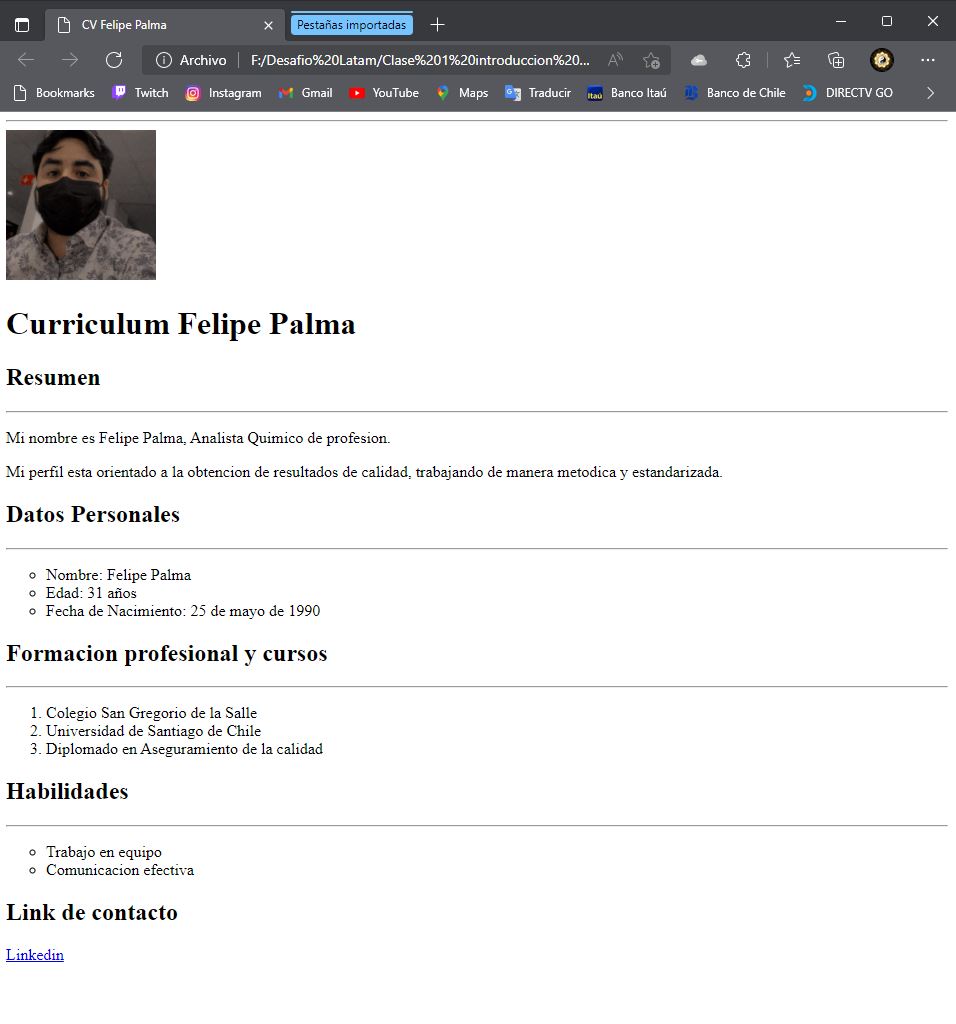 CV Felipe Palma
Pestañas importadas
Archivo
F:/Desafio%20Latam/Clase%201%20introduccion%20...
Bookmarks Twitch Instagram Gmail YouTube Maps Traducir Itaú Banco Itaú Banco de Chile DIRECTV GO
Curriculum Felipe Palma
Resumen
Mi nombre es Felipe Palma, Analista Quimico de profesion.
Mi perfil esta orientado a la obtencion de resultados de calidad, trabajando de manera metodica y estandarizada.
Datos Personales
Nombre: Felipe Palma
Edad: 31 años
Fecha de Nacimiento: 25 de mayo de 1990
Formacion profesional y cursos
1. Colegio San Gregorio de la Salle
2. Universidad de Santiago de Chile
3. Diplomado en Aseguramiento de la calidad
Habilidades
Trabajo en equipo
Comunicacion efectiva
Link de contacto
Linkedin